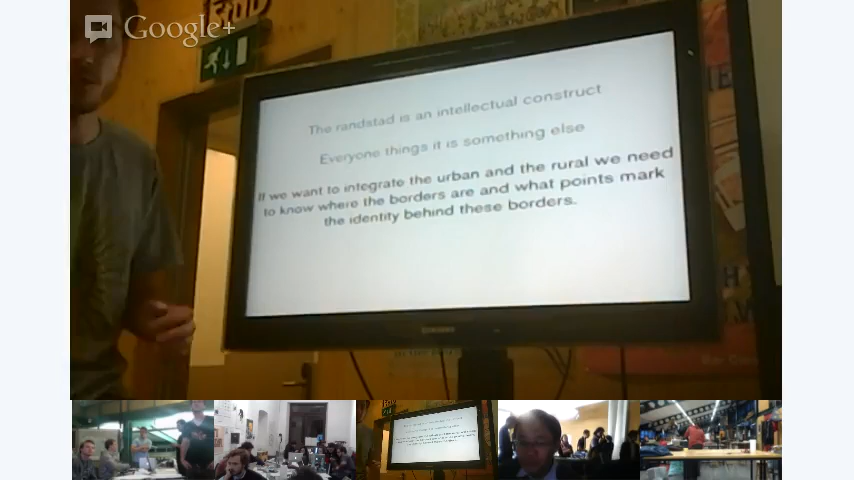 Google+
The randstad is an intellectual construct
Everyone things it is something else
If we want to integrate the urban and the rural we need
to know where the borders are and what points mark
the identity behind these borders.
SAMSUNG